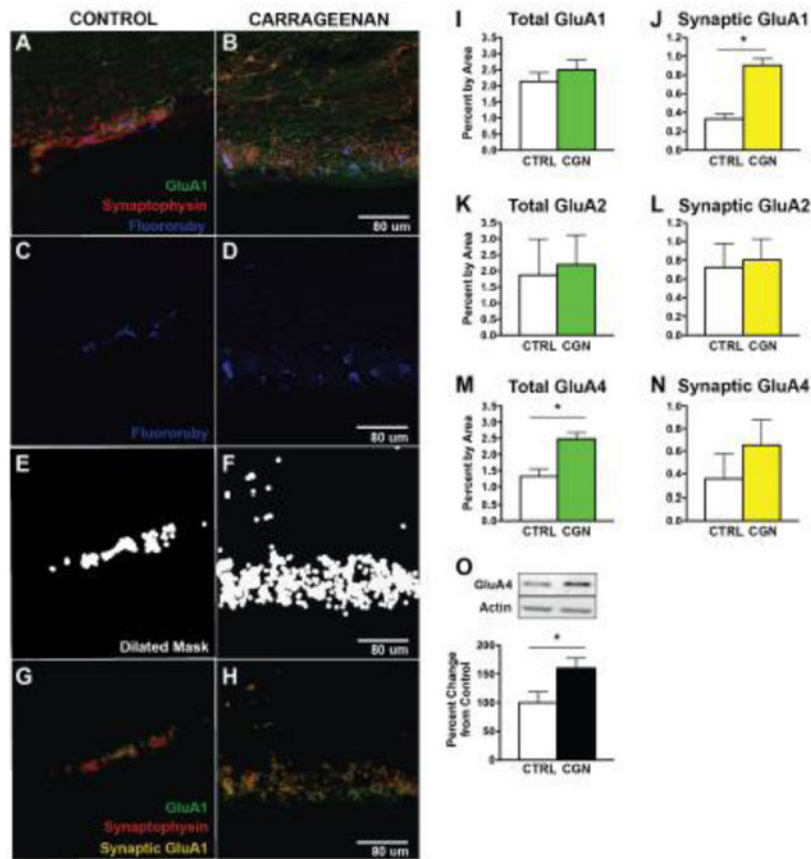 CONTROL CARRAGEENAN
A B
GluA1
Synaptophysin
Fluororuby
80 um
C D
Fluororuby
80 um
E F
Dilated Mask
80 um
G H
GluA1
Synaptophysin
Synaptic GluA1
80 um
I Total GluA1
Percent by Area
3.5
3.0
2.5
2.0
1.5
1.0
0.5
0.0
CTRL CGN
J Synaptic GluA1
*
1.0
0.8
0.6
0.4
0.2
0
CTRL CGN
K Total GluA2
Percent by Area
3.5
3.0
2.5
2.0
1.5
1.0
0.5
0.0
CTRL CGN
L Synaptic GluA2
1.0
0.8
0.6
0.4
0.2
0
CTRL CGN
M Total GluA4
*
Percent by Area
3.5
3.0
2.5
2.0
1.5
1.0
0.5
0.0
CTRL CGN
N Synaptic GluA4
1.0
0.8
0.6
0.4
0.2
0
CTRL CGN
O
GluA4
Actin
*
Percent Change
from Control
200
150
100
50
0
CTRL CGN